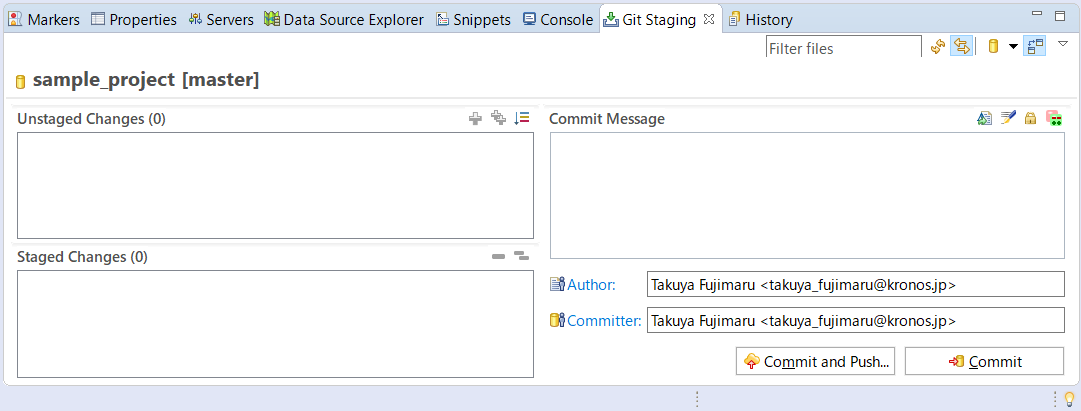 Markers Properties Servers Data Source Explorer Snippets Console Git Staging History
Filter files
sample_project [master]
Unstaged Changes (0)
Commit Message
Staged Changes (0)
Author: Takuya Fujimaru <takuya_fujimaru@kronos.jp>
Committer: Takuya Fujimaru <takuya_fujimaru@kronos.jp>
Commit and Push... Commit